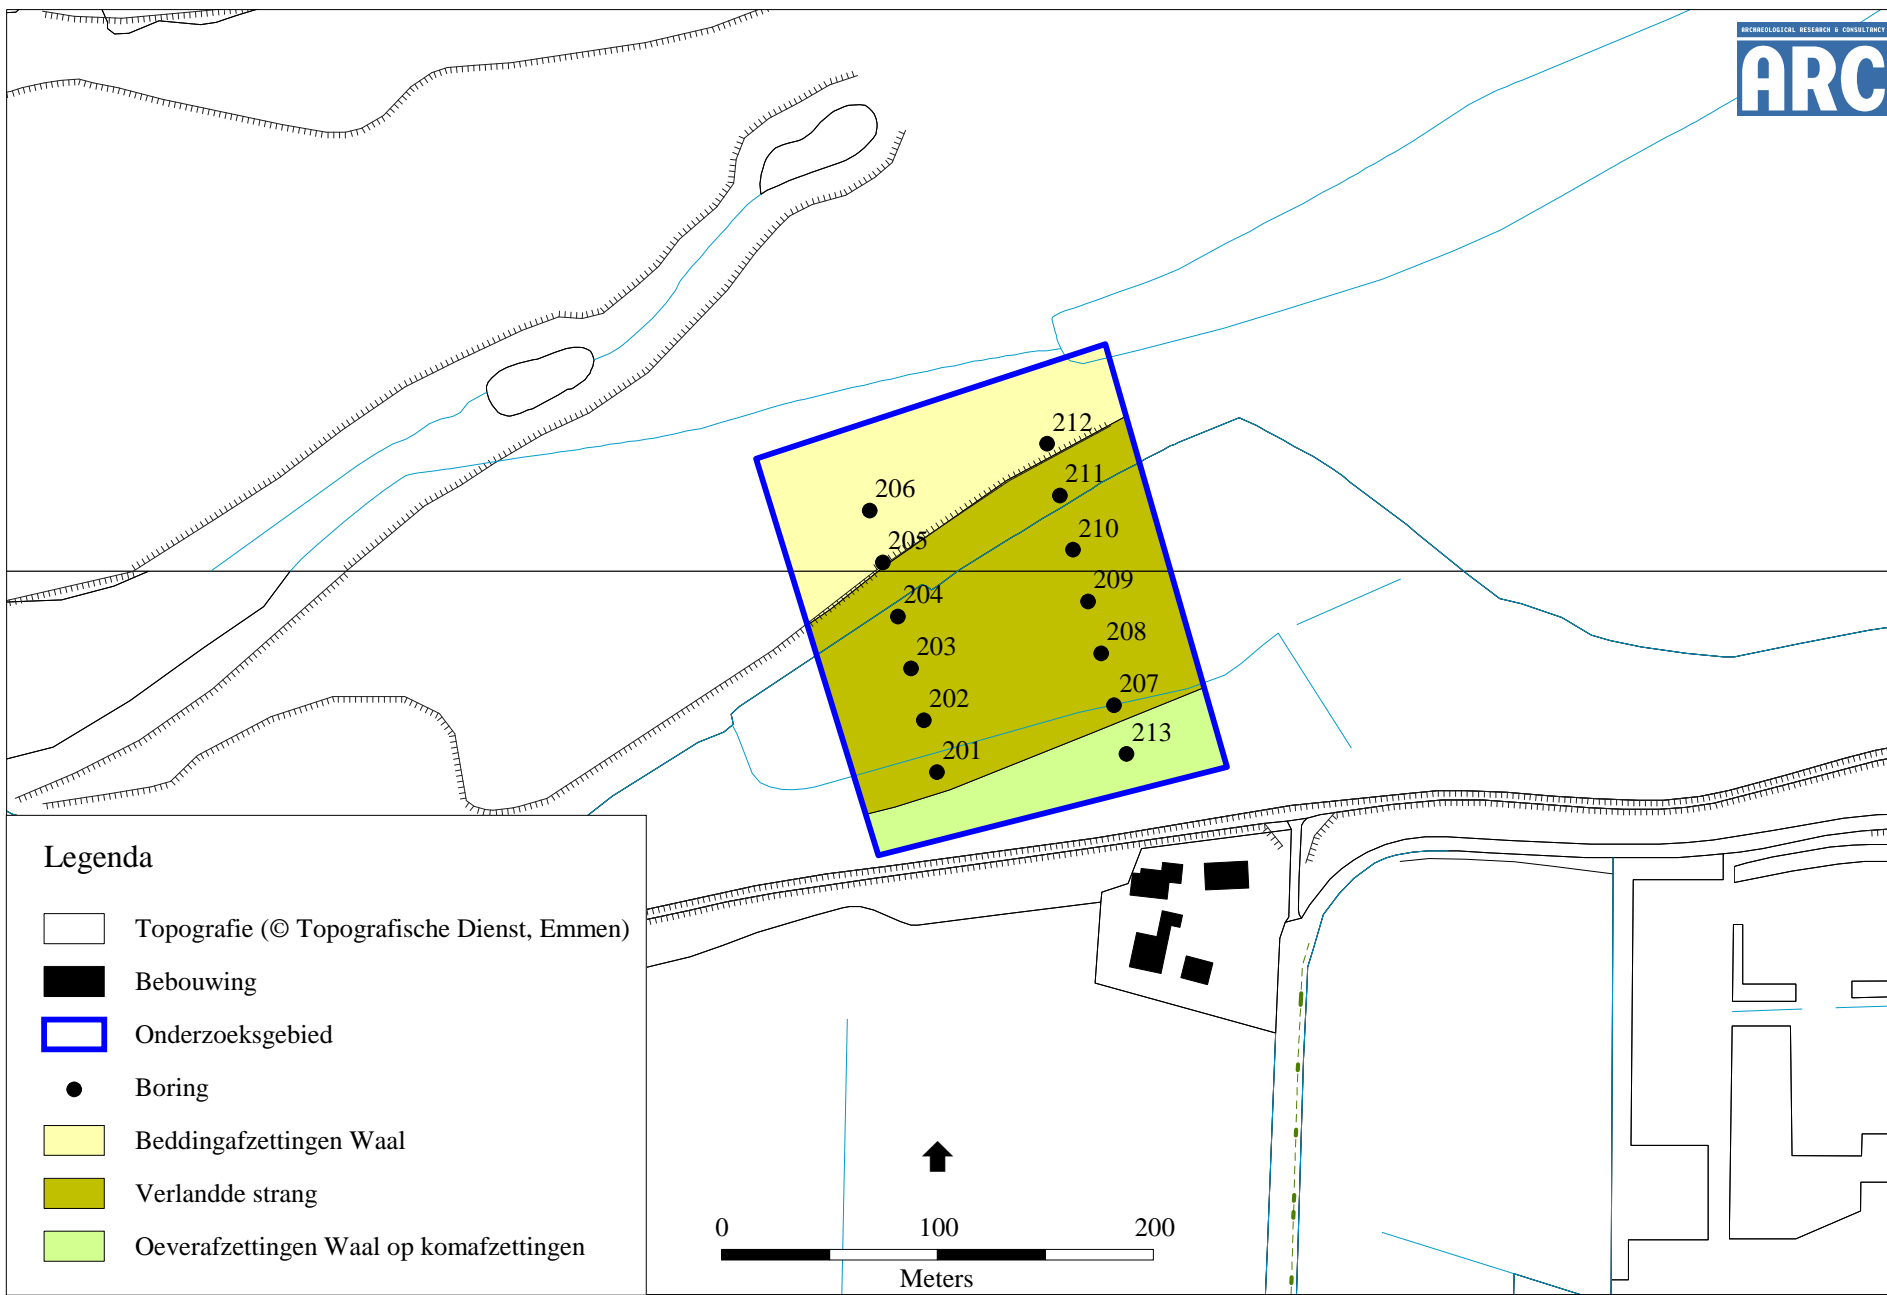 ARCHAEOLOGICAL RESEARCH & CONSULTANCY
ARC
212
211
206
210
205
209
204
208
203
207
202
213
201
Legenda
Topografie (© Topografische Dienst, Emmen)
Bebouwing
Onderzoeksgebied
Boring
Beddingafzettingen Waal
Verlandde strang
Oeverafzettingen Waal op komafzettingen
0 100 200
Meters